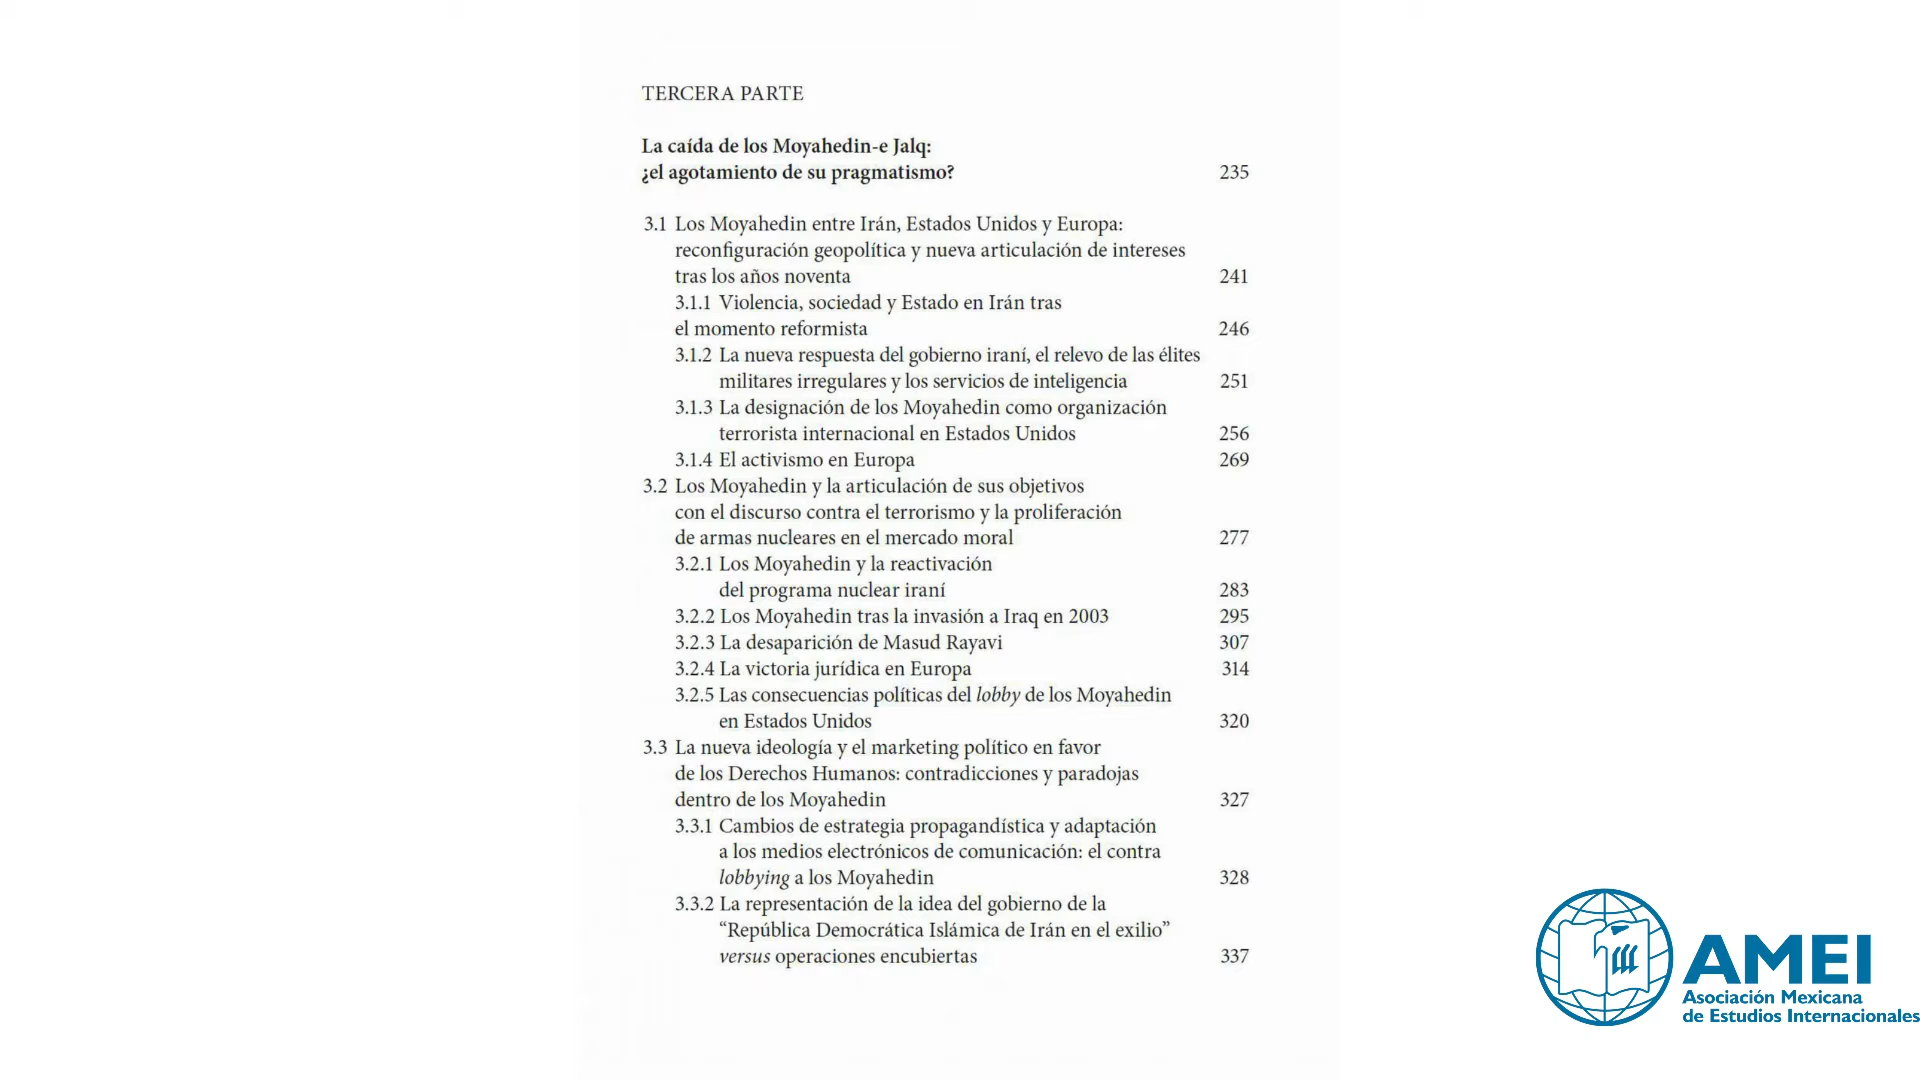 TERCERA PARTE
La caída de los Moyahedin-e Jalq:
¿el agotamiento de su pragmatismo? 235
3.1 Los Moyahedin entre Irán, Estados Unidos y Europa:
reconfiguración geopolítica y nueva articulación de intereses
tras los años noventa 241
3.1.1 Violencia, sociedad y Estado en Irán tras
el momento reformista 246
3.1.2 La nueva respuesta del gobierno iraní, el relevo de las élites
militares irregulares y los servicios de inteligencia 251
3.1.3 La designación de los Moyahedin como organización
terrorista internacional en Estados Unidos 256
3.1.4 El activismo en Europa 269
3.2 Los Moyahedin y la articulación de sus objetivos
con el discurso contra el terrorismo y la proliferación
de armas nucleares en el mercado moral 277
3.2.1 Los Moyahedin y la reactivación
del programa nuclear iraní 283
3.2.2 Los Moyahedin tras la invasión a Iraq en 2003 295
3.2.3 La desaparición de Masud Rayavi 307
3.2.4 La victoria jurídica en Europa 314
3.2.5 Las consecuencias políticas del lobby de los Moyahedin
en Estados Unidos 320
3.3 La nueva ideología y el marketing político en favor
de los Derechos Humanos: contradicciones y paradojas
dentro de los Moyahedin 327
3.3.1 Cambios de estrategia propagandística y adaptación
a los medios electrónicos de comunicación: el contra
lobbying a los Moyahedin 328
3.3.2 La representación de la idea del gobierno de la
“República Democrática Islámica de Irán en el exilio”
versus operaciones encubiertas 337
AMEI
Asociación Mexicana
de Estudios Internacionales